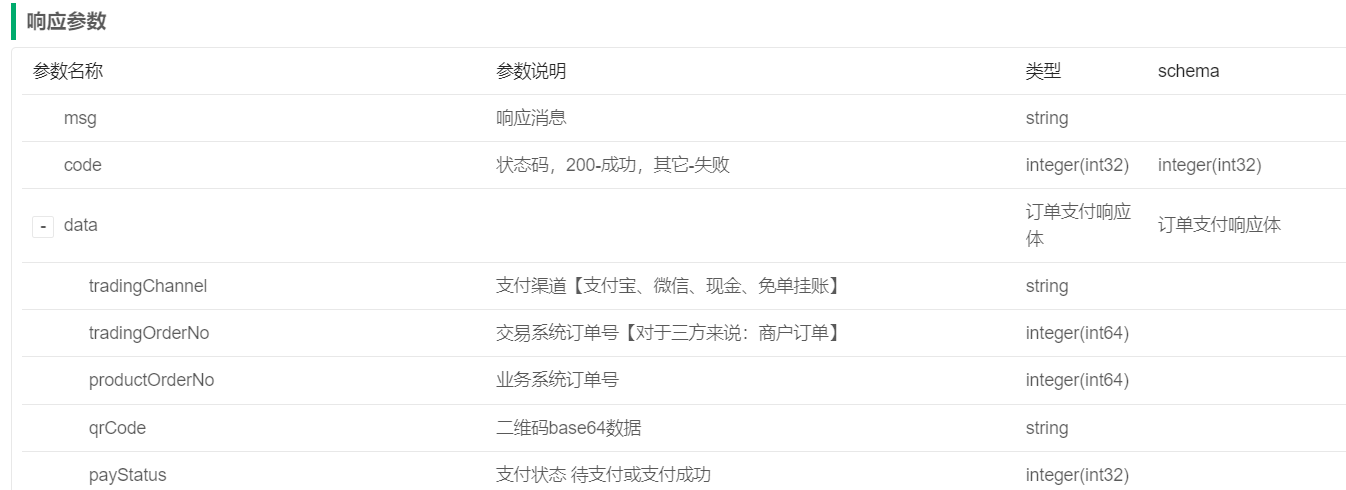 响应参数
参数名称 参数说明 类型 schema
msg 响应消息 string
code 状态码，200-成功，其它-失败 integer(int32) integer(int32)
- data 订单支付响应体 订单支付响应体
tradingChannel 支付渠道【支付宝、微信、现金、免单挂账】 string
tradingOrderNo 交易系统订单号【对于三方来说：商户订单】 integer(int64)
productOrderNo 业务系统订单号 integer(int64)
qrCode 二维码base64数据 string
payStatus 支付状态 待支付或支付成功 integer(int32)